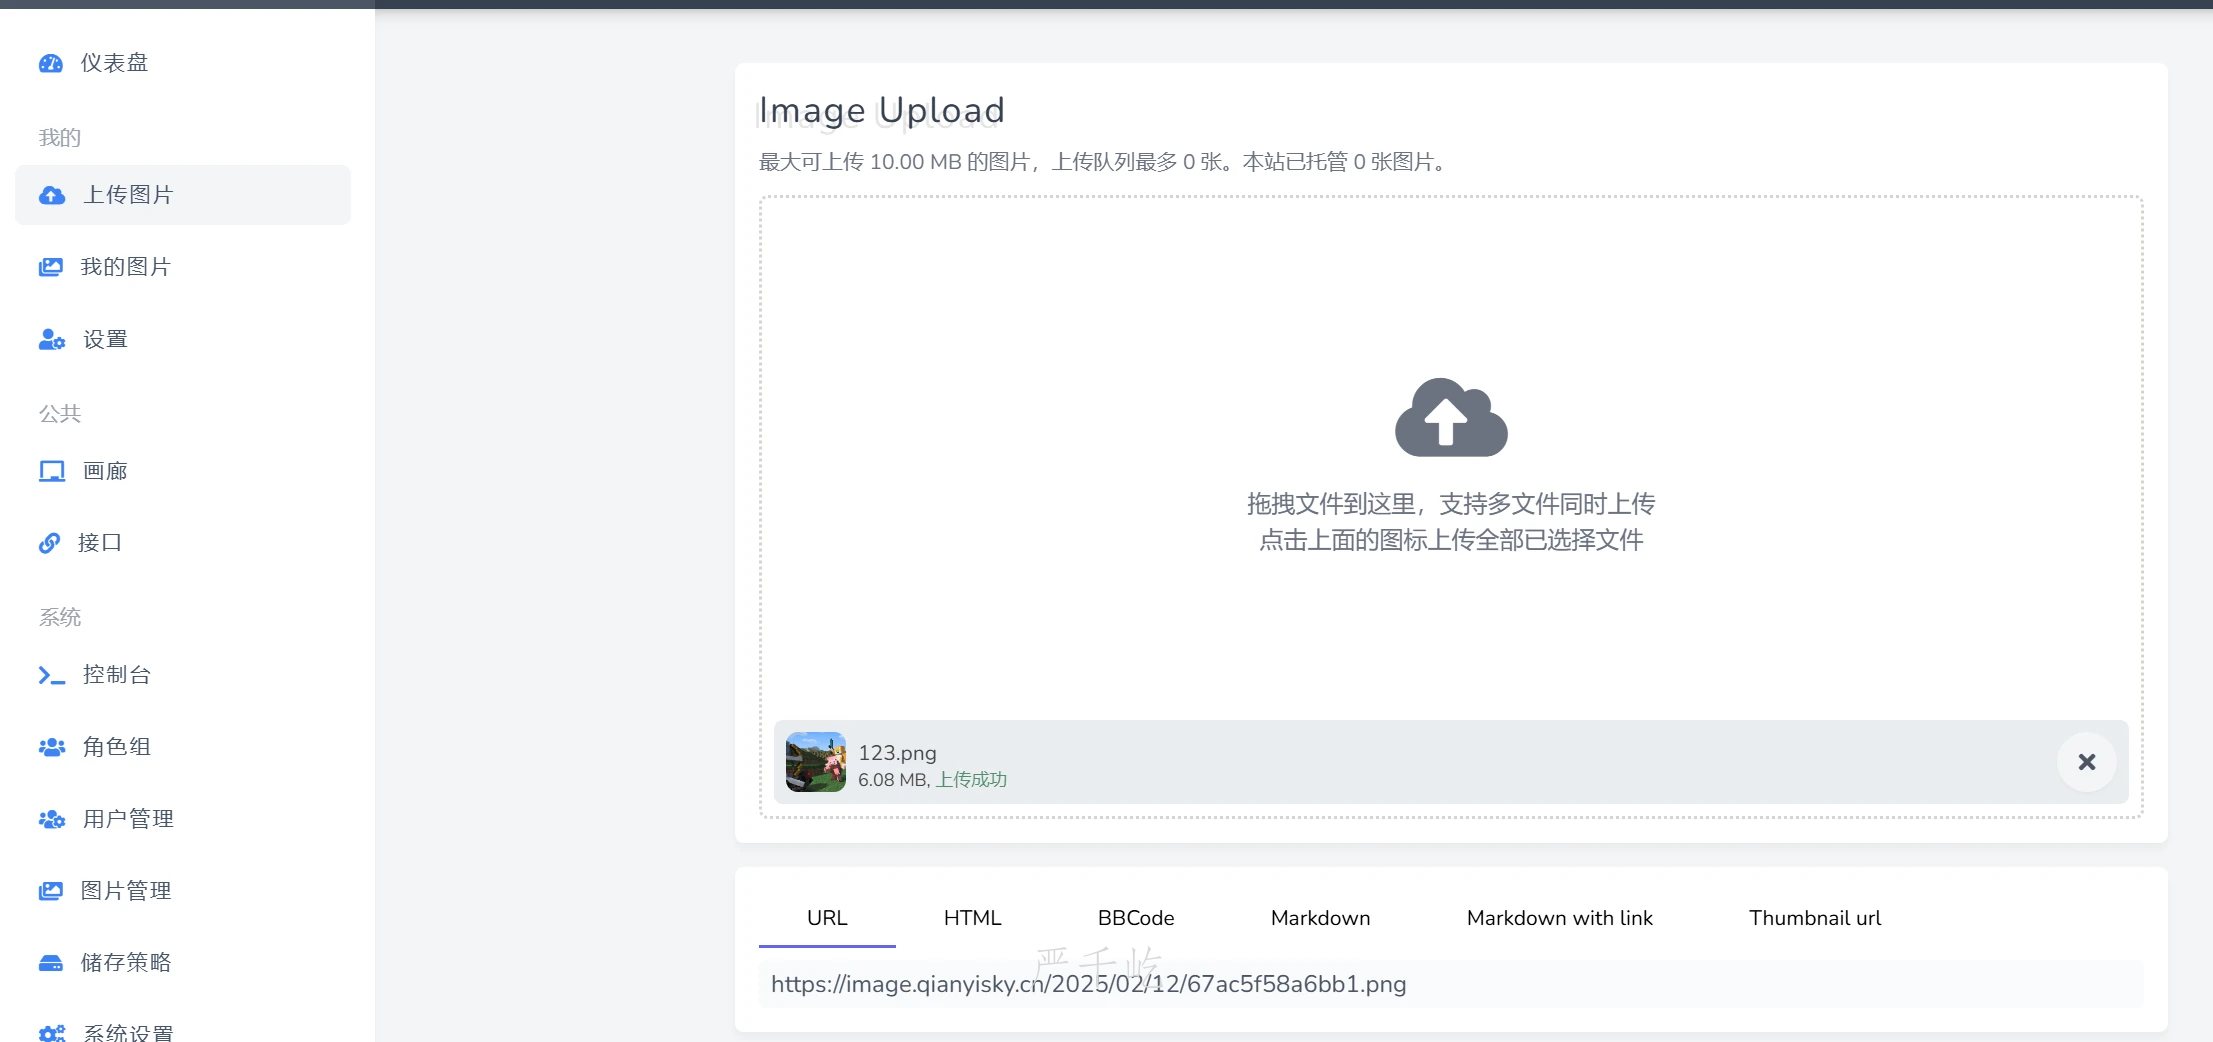 仪表盘
我的
上传图片
我的图片
设置
公共
画廊
接口
系统
控制台
角色组
用户管理
图片管理
储存策略
系统设置
Image Upload
最大可上传 10.00 MB 的图片，上传队列最多 0 张。本站已托管 0 张图片。
拖拽文件到这里，支持多文件同时上传
点击上面的图标上传全部已选择文件
123.png
6.08 MB, 上传成功
URL HTML BBCode Markdown Markdown with link Thumbnail url
严千屹
https://image.qianyisky.cn/2025/02/12/67ac5f58a6bb1.png